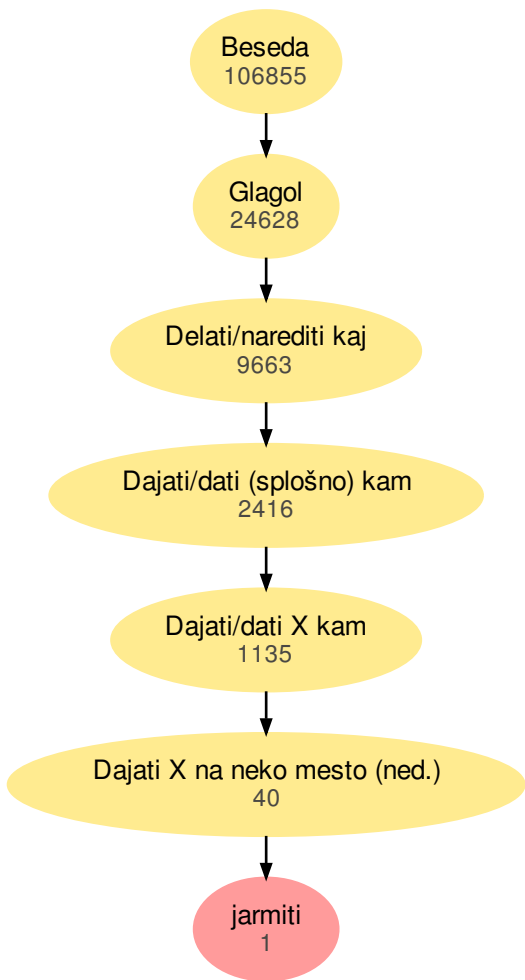 Beseda
106855
Glagol
24628
Delati/narediti kaj
9663
Dajati/dati (splošno) kam
2416
Dajati/dati X kam
1135
Dajati X na neko mesto (ned.)
40
jarmiti
1